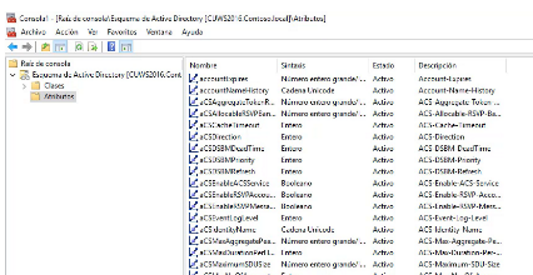 Consola1 - [Raíz de consola\Esquema de Active Directory [CUWS2016.Contoso.local]\Atributos]
Archivo Acción Ver Favoritos Ventana Ayuda
Raíz de consola
Esquema de Active Directory [CUWS2016.Cont
Clases
Atributos
Nombre Sintaxis Estado Descripción
accountExpires Número entero grande/... Activo Account-Expires
accountNameHistory Cadena Unicode Activo Account-Name-History
aCSAggregateTokenR... Número entero grande/... Activo ACS-Aggregate-Token-...
aCSAllocableRSVPBan... Número entero grande/... Activo ACS-Allocable-RSVP-Ba...
aCSCacheTimeout Entero Activo ACS-Cache-Timeout
aCSDirection Entero Activo ACS-Direction
aCSDSBMDeadTime Entero Activo ACS-DSBM-DeadTime
aCSDSBMPriority Entero Activo ACS-DSBM-Priority
aCSDSBMRefresh Entero Activo ACS-DSBM-Refresh
aCSEnableACSService Booleano Activo ACS-Enable-ACS-Service
aCSEnableRSVPAccou... Booleano Activo ACS-Enable-RSVP-Acco...
aCSEnableRSVPMessa... Booleano Activo ACS-Enable-RSVP-Mess...
aCSEventLogLevel Entero Activo ACS-Event-Log-Level
aCSIdentityName Cadena Unicode Activo ACS-Identity-Name
aCSMaxAggregatePea... Número entero grande/... Activo ACS-Max-Aggregate-Pe...
aCSMaxDurationPerFl... Entero Activo ACS-Max-Duration-Per-...
aCSMaximumSDUSize Número entero grande/... Activo ACS-Maximum-SDU-Size